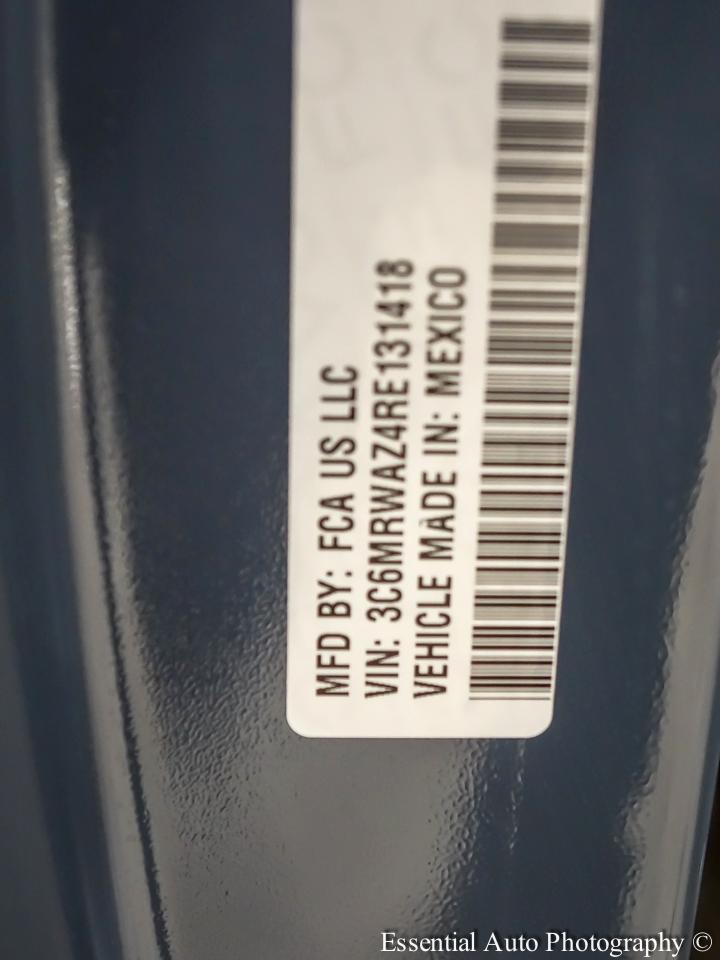 MFD BY: FCA US LLC
VIN: 3C6MRWAZ4RE131418
VEHICLE MADE IN: MEXICO
Essential Auto Photography ©